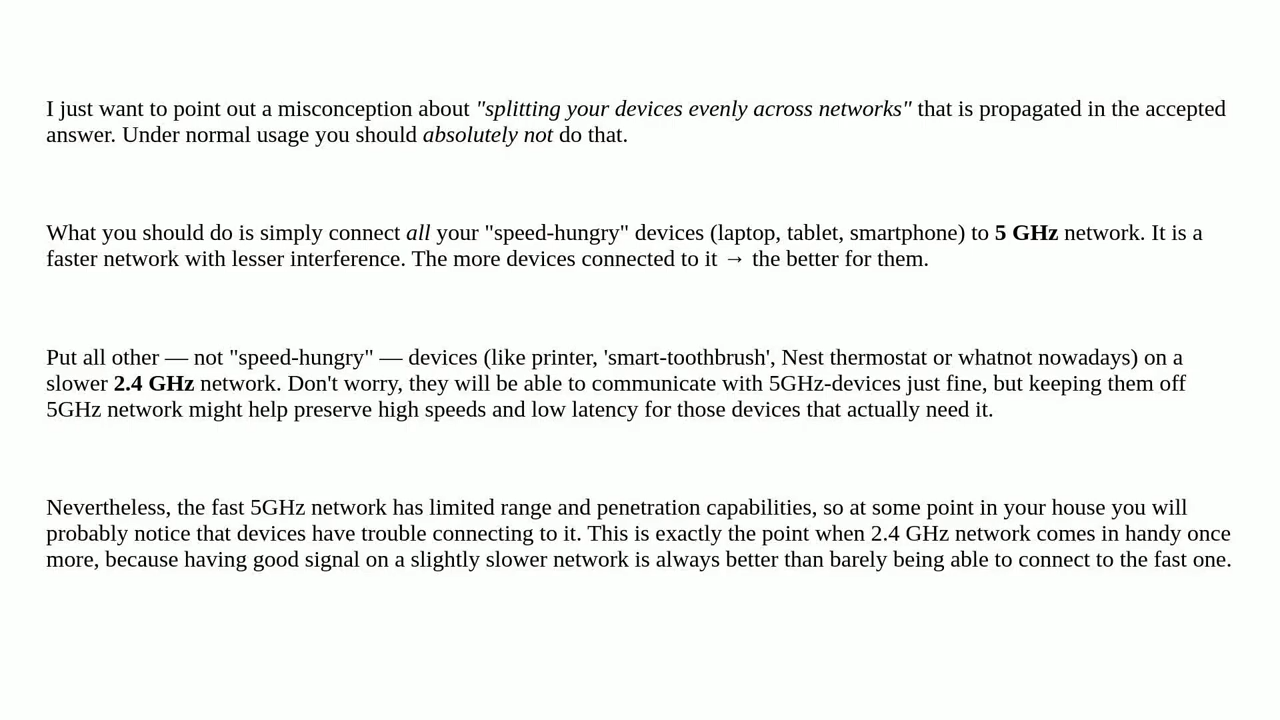 I just want to point out a misconception about "splitting your devices evenly across networks" that is propagated in the accepted
answer. Under normal usage you should absolutely not do that.
What you should do is simply connect all your "speed-hungry" devices (laptop, tablet, smartphone) to 5 GHz network. It is a
faster network with lesser interference. The more devices connected to it → the better for them.
Put all other — not "speed-hungry" — devices (like printer, 'smart-toothbrush', Nest thermostat or whatnot nowadays) on a
slower 2.4 GHz network. Don't worry, they will be able to communicate with 5GHz-devices just fine, but keeping them off
5GHz network might help preserve high speeds and low latency for those devices that actually need it.
Nevertheless, the fast 5GHz network has limited range and penetration capabilities, so at some point in your house you will
probably notice that devices have trouble connecting to it. This is exactly the point when 2.4 GHz network comes in handy once
more, because having good signal on a slightly slower network is always better than barely being able to connect to the fast one.